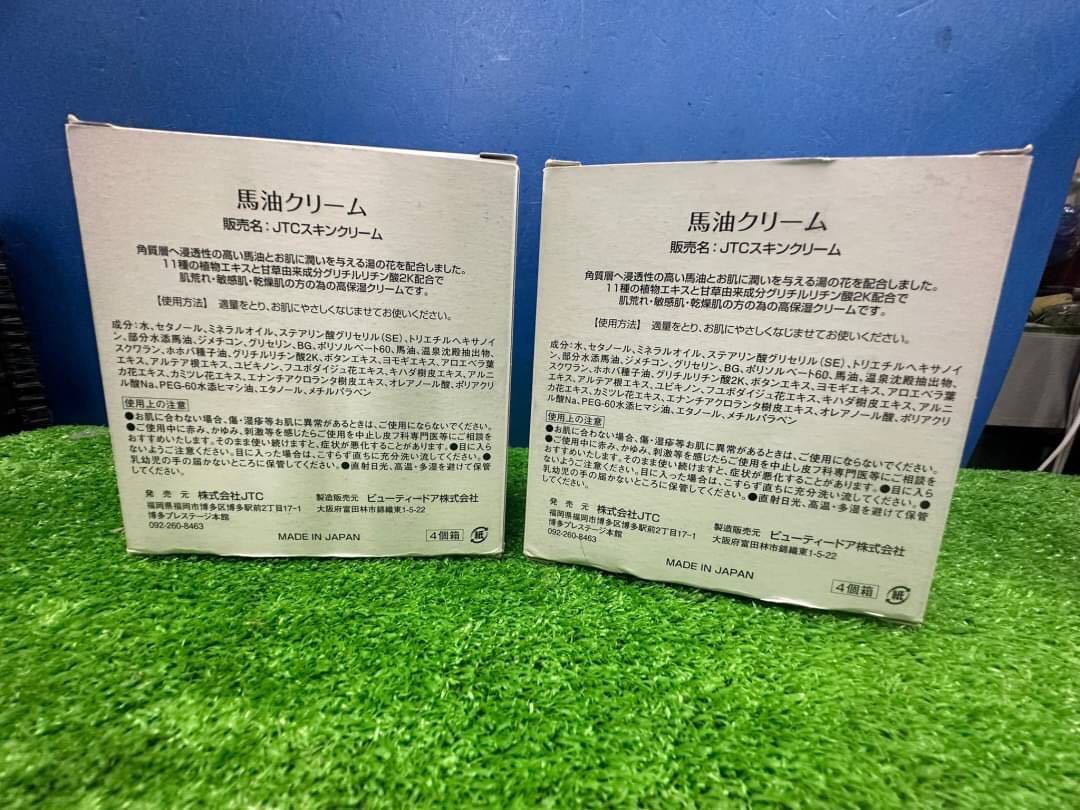 馬油クリーム
販売名:JTCスキンクリーム
角質層へ浸透性の高い馬油とお肌に潤いを与える湯の花を配合しました。
11種の植物エキスと甘草由来成分グリチルリチン酸2K配合で
肌荒れ・敏感肌・乾燥肌の方の為の高保湿クリームです。
【使用方法】 適量をとり、お肌にやさしくなじませてお使いください。
成分:水、セタノール、ミネラルオイル、ステアリン酸グリセリル(SE)、トリエチルヘキサノイ
ン、部分水添馬油、ジメチコン、グリセリン、BG、ポリソルベート60、馬油、温泉沈殿抽出物、
スクワラン、ホホバ種子油、グリチルリチン酸2K、ボタンエキス、ヨモギエキス、アロエベラ葉
エキス、アルテア根エキス、ユビキノン、フユボダイジュ花エキス、キハダ樹皮エキス、アルニ
カ花エキス、カミツレ花エキス、エナンチアクロランタ樹皮エキス、オレアノール酸、ポリアクリ
ル酸Na、PEG-60水添ヒマシ油、エタノール、メチルパラベン
使用上の注意
●お肌に合わない場合、傷・湿疹等お肌に異常があるときは、ご使用にならないでください。
●ご使用中に赤み、かゆみ、刺激等を感じたらご使用を中止し皮フ科専門医等にご相談を
おすすめいたします。そのまま使い続けますと、症状が悪化することがあります。●目に入ら
ないようご注意ください。目に入った場合は、こすらず直ちに充分洗い流してください。●
乳幼児の手の届かないところに保管してください。●直射日光、高温・多湿を避けて保管
してください。
発 売 元 株式会社JTC
福岡県福岡市博多区博多駅前2丁目17-1
博多プレステージ本館
092-260-8463
製造販売元 ビューティードア株式会社
大阪府富田林市錦織東1-5-22
MADE IN JAPAN
4個箱
紙
馬油クリーム
販売名:JTCスキンクリーム
角質層へ浸透性の高い馬油とお肌に潤いを与える湯の花を配合しました。
11種の植物エキスと甘草由来成分グリチルリチン酸2K配合で
肌荒れ・敏感肌・乾燥肌の方の為の高保湿クリームです。
【使用方法】 適量をとり、お肌にやさしくなじませてお使いください。
成分:水、セタノール、ミネラルオイル、ステアリン酸グリセリル(SE)、トリエチルヘキサノイ
ン、部分水添馬油、ジメチコン、グリセリン、BG、ポリソルベート60、馬油、温泉沈殿抽出物、
スクワラン、ホホバ種子油、グリチルリチン酸2K、ボタンエキス、ヨモギエキス、アロエベラ葉
エキス、アルテア根エキス、ユビキノン、フユボダイジュ花エキス、キハダ樹皮エキス、アルニ
カ花エキス、カミツレ花エキス、エナンチアクロランタ樹皮エキス、オレアノール酸、ポリアクリ
ル酸Na、PEG-60水添ヒマシ油、エタノール、メチルパラベン
使用上の注意
●お肌に合わない場合、傷・湿疹等お肌に異常があるときは、ご使用にならないでください。
●ご使用中に赤み、かゆみ、刺激等を感じたらご使用を中止し皮フ科専門医等にご相談を
おすすめいたします。そのまま使い続けますと、症状が悪化することがあります。●目に入ら
ないようご注意ください。目に入った場合は、こすらず直ちに充分洗い流してください。●
乳幼児の手の届かないところに保管してください。●直射日光、高温・多湿を避けて保管
してください。
発 売 元 株式会社JTC
福岡県福岡市博多区博多駅前2丁目17-1
博多プレステージ本館
092-260-8463
製造販売元 ビューティードア株式会社
大阪府富田林市錦織東1-5-22
MADE IN JAPAN
4個箱
紙